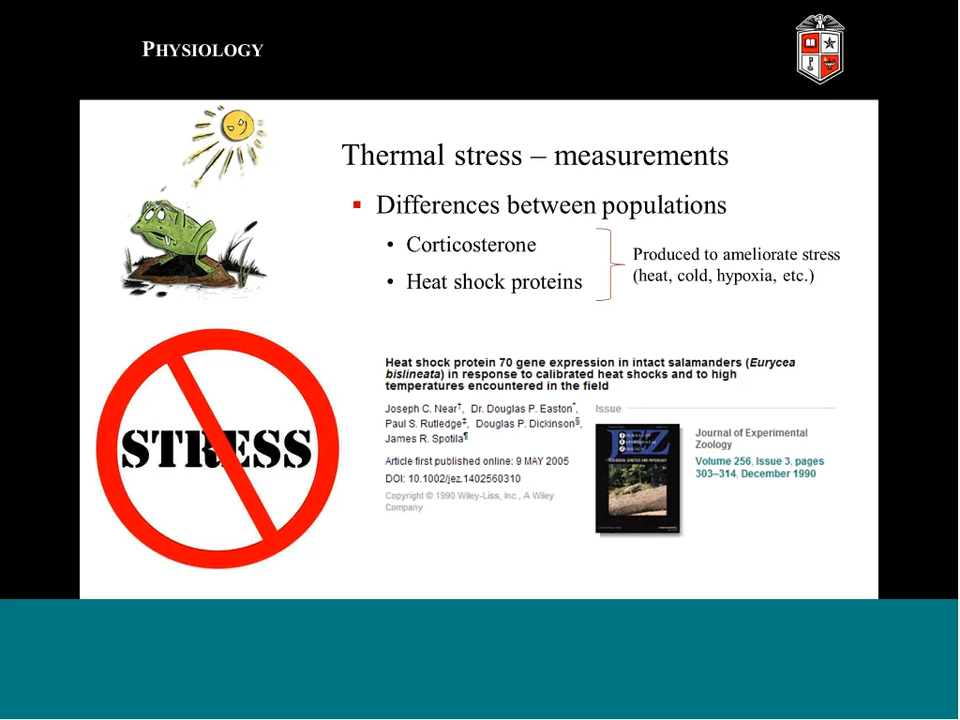 PHYSIOLOGY
Thermal stress – measurements
▪ Differences between populations
• Corticosterone
• Heat shock proteins
Produced to ameliorate stress
(heat, cold, hypoxia, etc.)
STRESS
Heat shock protein 70 gene expression in intact salamanders (Eurycea
bislineata) in response to calibrated heat shocks and to high
temperatures encountered in the field
Joseph C. Near†, Dr. Douglas P. Easton*,
Paul S. Rutledge‡, Douglas P. Dickinson§,
James R. Spotila¶
Article first published online: 9 MAY 2005
DOI: 10.1002/jez.1402560310
Copyright © 1990 Wiley-Liss, Inc., A Wiley
Company
Issue
JEZ
Journal of Experimental
Zoology
Volume 256, Issue 3, pages
303–314, December 1990